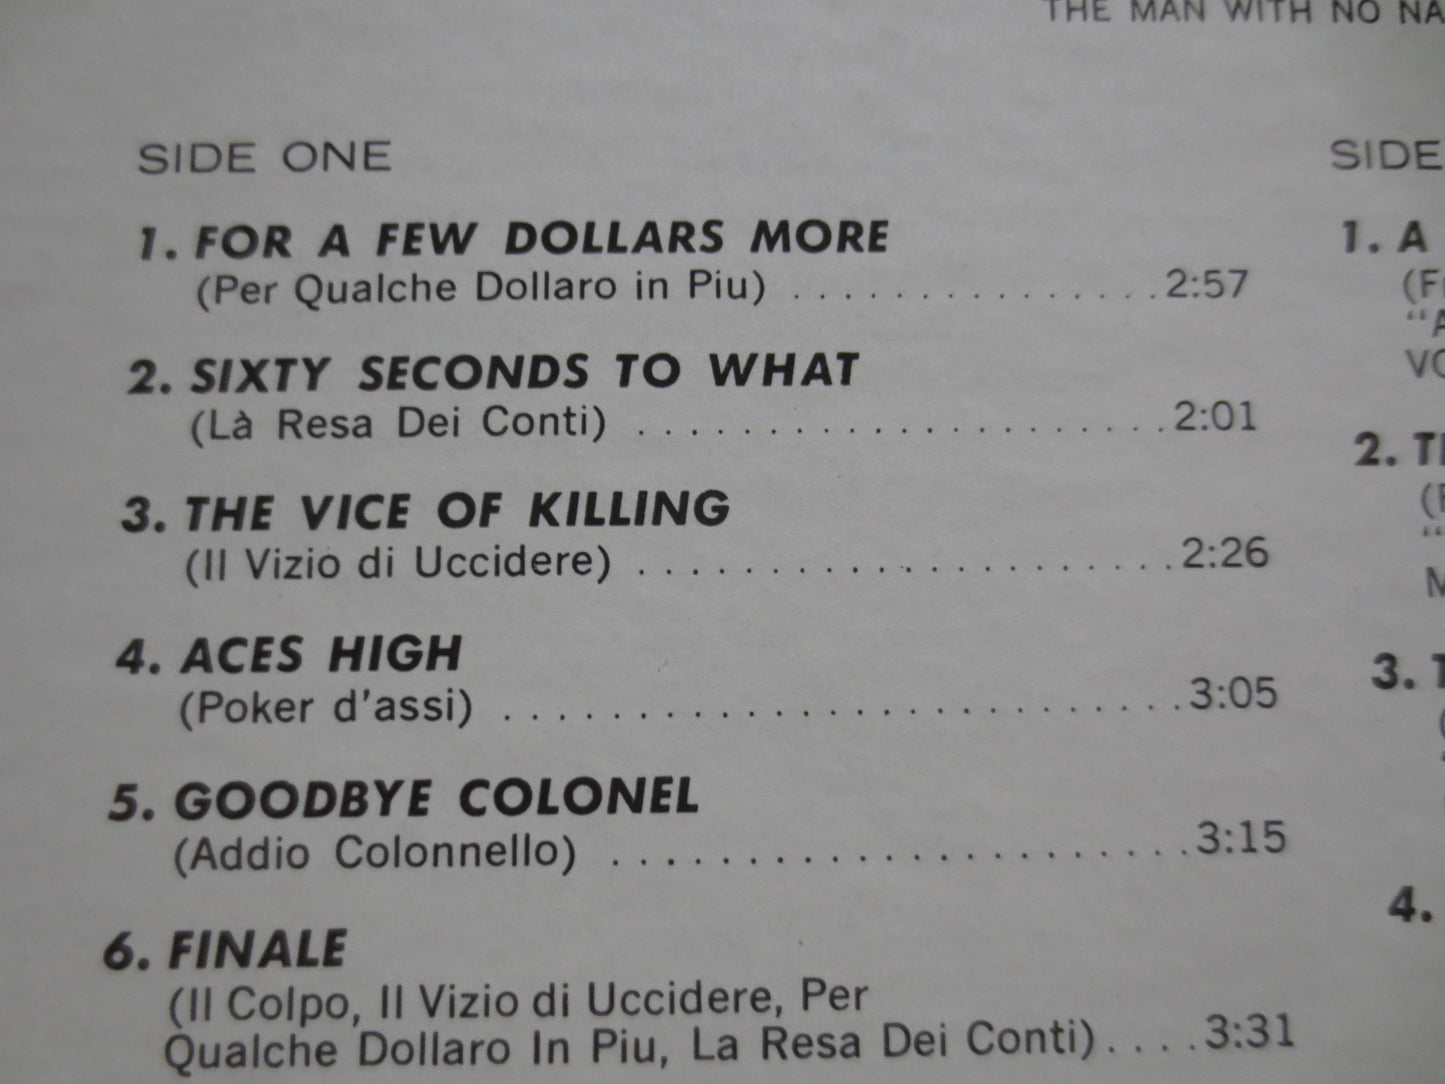 THE MAN WITH NO
SIDE ONE
1. FOR A FEW DOLLARS MORE
(Per Qualche Dollaro in Piu) . . . . . . . . . . . . . . 2:57
2. SIXTY SECONDS TO WHAT
(Là Resa Dei Conti) . . . . . . . . . . . . . . . . . . . . 2:01
3. THE VICE OF KILLING
(Il Vizio di Uccidere) . . . . . . . . . . . . . . . . . . . . 2:26
4. ACES HIGH
(Poker d'assi) . . . . . . . . . . . . . . . . . . . . . . . . . 3:05
5. GOODBYE COLONEL
(Addio Colonnello) . . . . . . . . . . . . . . . . . . . . . . 3:15
6. FINALE
(Il Colpo, Il Vizio di Uccidere, Per
Qualche Dollaro In Piu, La Resa Dei Conti) . . . . 3:31
SIDE
1. A
2.
3.
4.